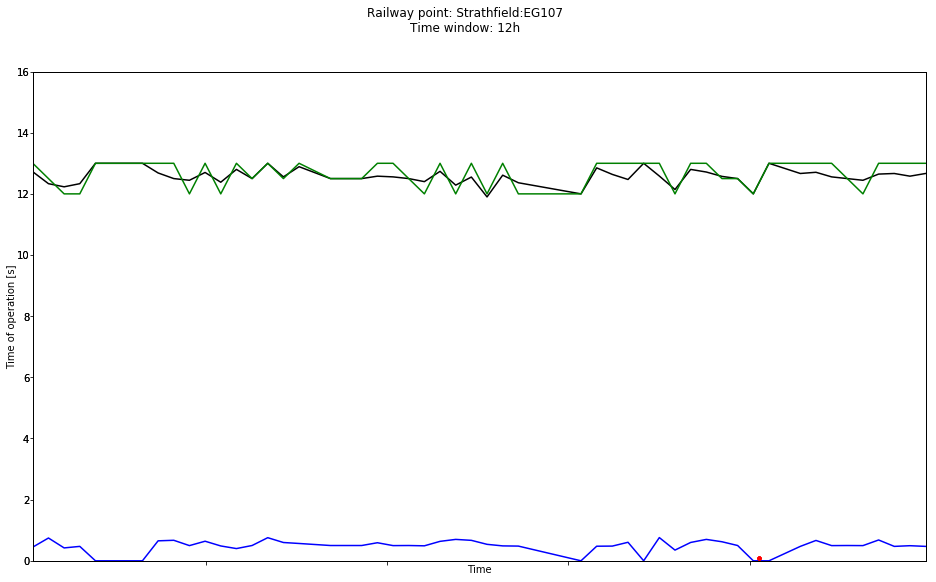 Railway point: Strathfield:EG107
Time window: 12h
16
14
12
10
8
6
4
2
0
Time of operation [s]
Time